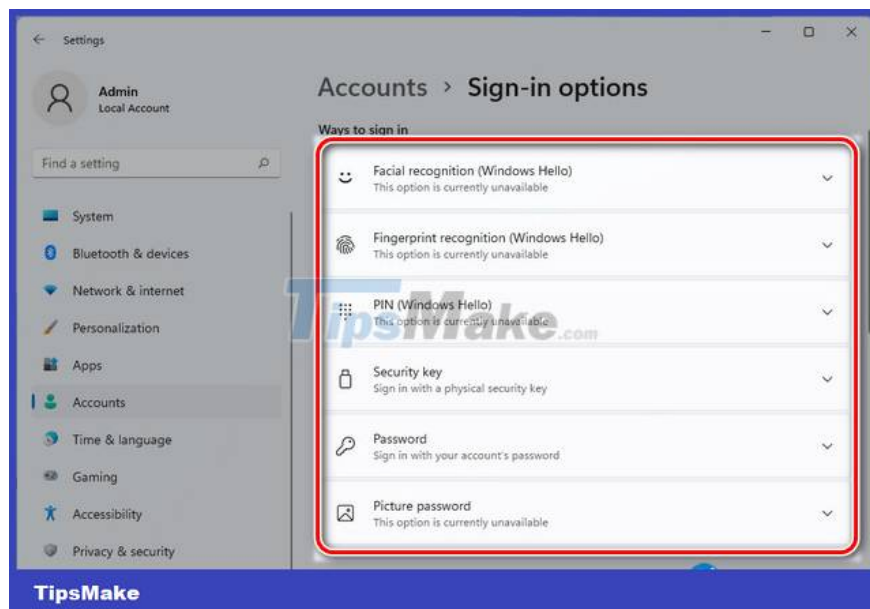 Settings
Admin
Local Account
Find a setting
System
Bluetooth & devices
Network & internet
Personalization
Apps
Accounts
Time & language
Gaming
Accessibility
Privacy & security
Accounts > Sign-in options
Ways to sign in
Facial recognition (Windows Hello)
This option is currently unavailable
Fingerprint recognition (Windows Hello)
This option is currently unavailable
PIN (Windows Hello)
This option is currently unavailable
Security key
Sign in with a physical security key
Password
Sign in with your account's password
Picture password
This option is currently unavailable
TipsMake.com
TipsMake